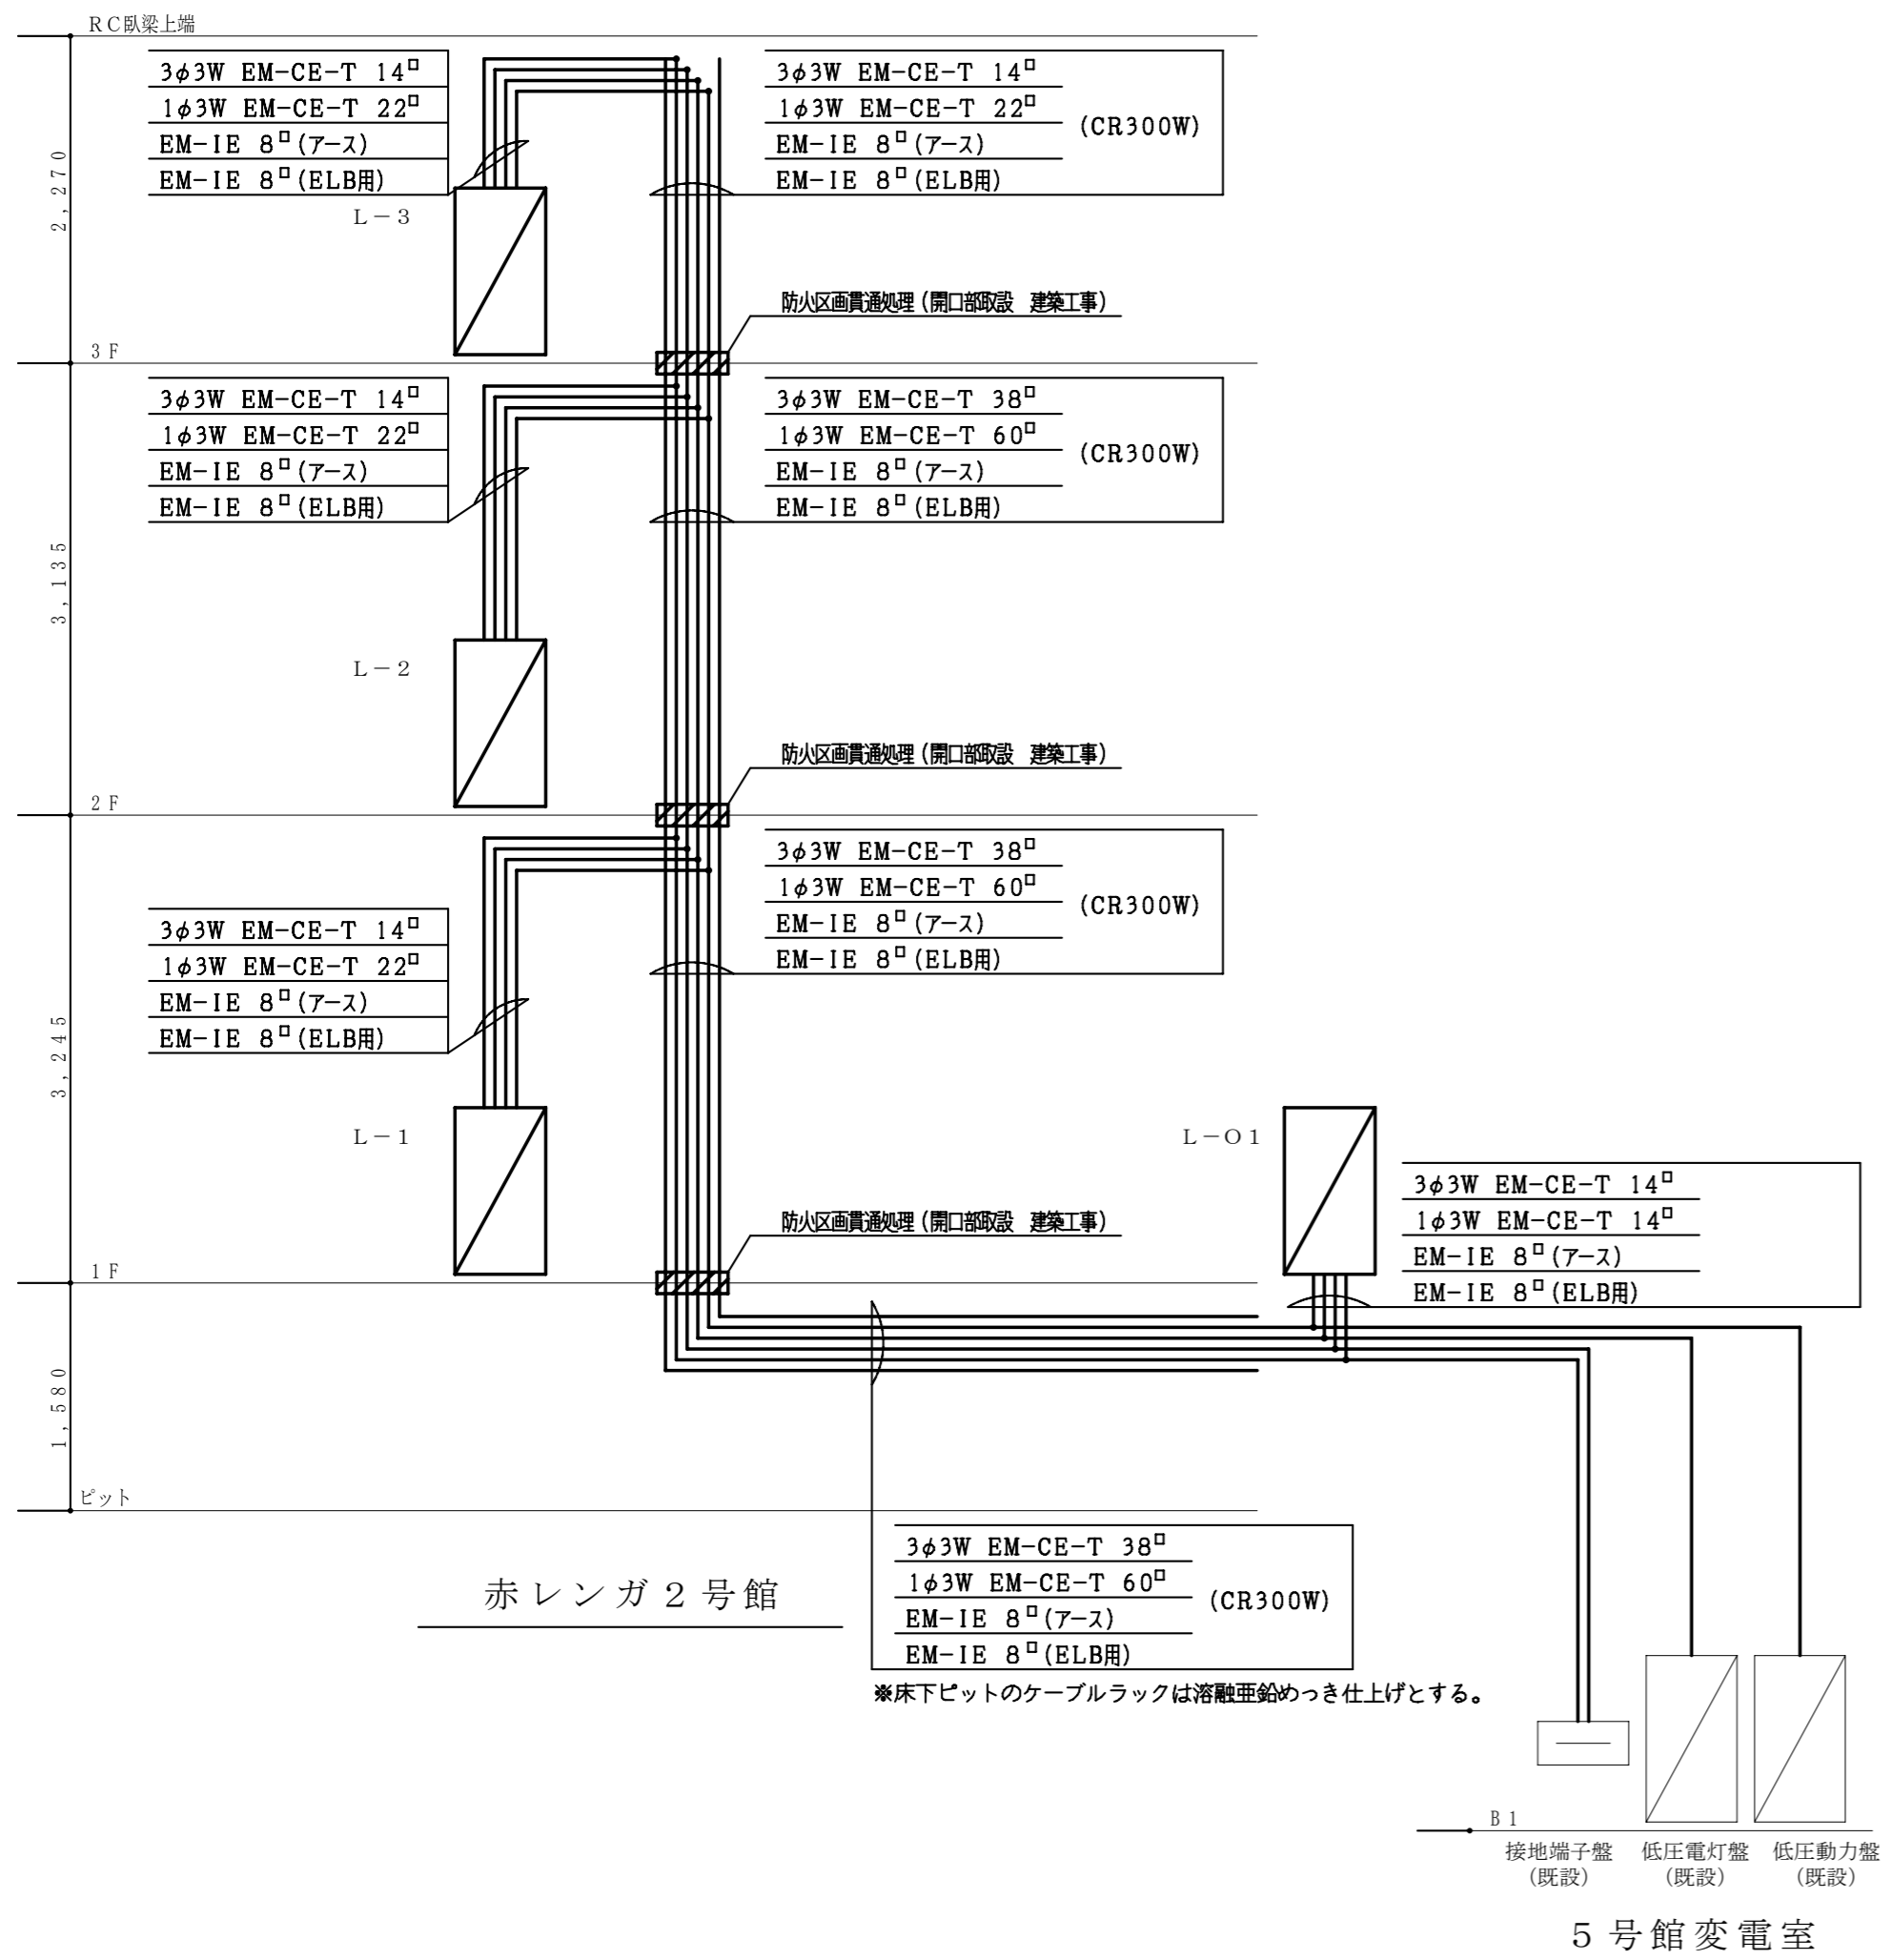 ＲＣ臥梁上端
3φ3W EM-CE-T 14□
1φ3W EM-CE-T 22□
EM-IE 8□(アース)
EM-IE 8□(ELB用)
3φ3W EM-CE-T 14□
1φ3W EM-CE-T 22□
EM-IE 8□(アース)
EM-IE 8□(ELB用)
(CR300W)
2,270
Ｌ－３
防火区画貫通処理(開口部取設　建築工事)
３Ｆ
3φ3W EM-CE-T 14□
1φ3W EM-CE-T 22□
EM-IE 8□(アース)
EM-IE 8□(ELB用)
3φ3W EM-CE-T 38□
1φ3W EM-CE-T 60□
EM-IE 8□(アース)
EM-IE 8□(ELB用)
(CR300W)
3,135
Ｌ－２
防火区画貫通処理(開口部取設　建築工事)
２Ｆ
3φ3W EM-CE-T 38□
1φ3W EM-CE-T 60□
EM-IE 8□(アース)
EM-IE 8□(ELB用)
(CR300W)
3φ3W EM-CE-T 14□
1φ3W EM-CE-T 22□
EM-IE 8□(アース)
EM-IE 8□(ELB用)
3,245
Ｌ－１
Ｌ－Ｏ１
3φ3W EM-CE-T 14□
1φ3W EM-CE-T 14□
EM-IE 8□(アース)
EM-IE 8□(ELB用)
防火区画貫通処理(開口部取設　建築工事)
１Ｆ
1,580
ピット
3φ3W EM-CE-T 38□
1φ3W EM-CE-T 60□
EM-IE 8□(アース)
EM-IE 8□(ELB用)
(CR300W)
赤レンガ２号館
※床下ピットのケーブルラックは溶融亜鉛めっき仕上げとする。
Ｂ１
接地端子盤
(既設)
低圧電灯盤
(既設)
低圧動力盤
(既設)
５号館変電室